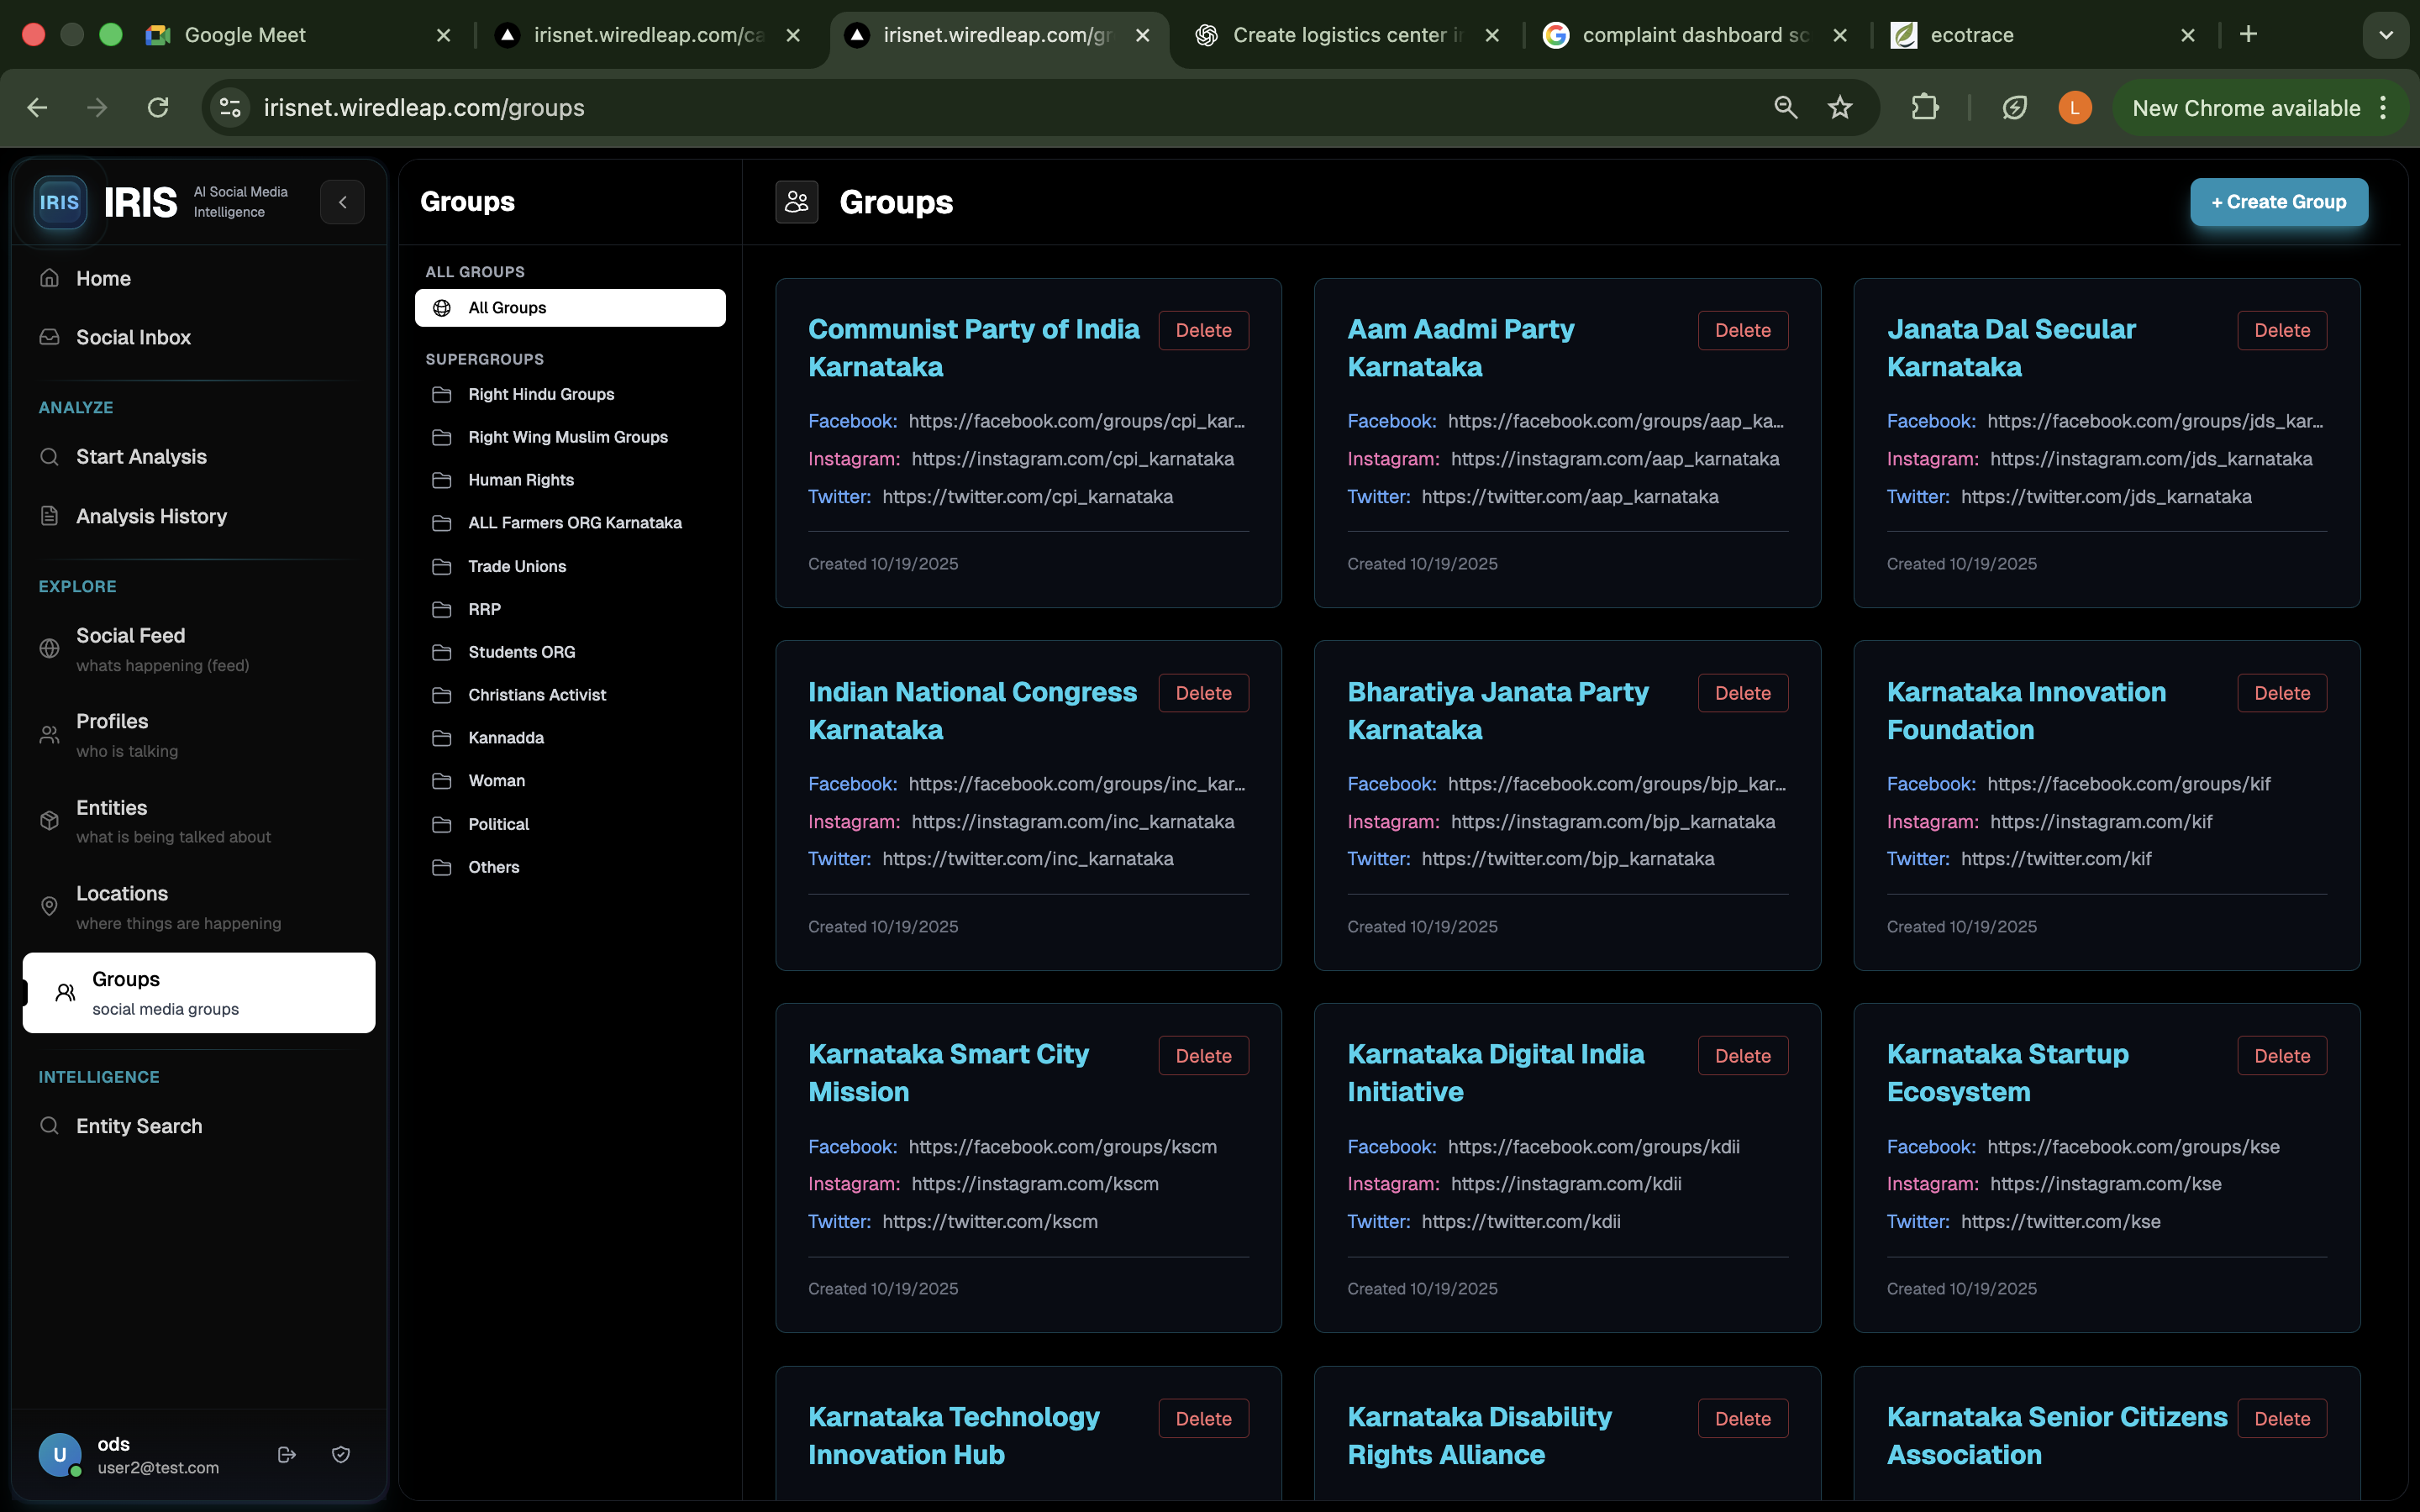 Google Meet
irisnet.wiredleap.com/ca
irisnet.wiredleap.com/gr
Create logistics center i
complaint dashboard sc
ecotrace
irisnet.wiredleap.com/groups
L
New Chrome available
IRIS
IRIS
AI Social Media
Intelligence
Home
Social Inbox
ANALYZE
Start Analysis
Analysis History
EXPLORE
Social Feed
whats happening (feed)
Profiles
who is talking
Entities
what is being talked about
Locations
where things are happening
Groups
social media groups
INTELLIGENCE
Entity Search
U
ods
user2@test.com
Groups
ALL GROUPS
All Groups
SUPERGROUPS
Right Hindu Groups
Right Wing Muslim Groups
Human Rights
ALL Farmers ORG Karnataka
Trade Unions
RRP
Students ORG
Christians Activist
Kannadda
Woman
Political
Others
Groups
+ Create Group
Communist Party of India
Karnataka
Delete
Facebook: https://facebook.com/groups/cpi_kar...
Instagram: https://instagram.com/cpi_karnataka
Twitter: https://twitter.com/cpi_karnataka
Created 10/19/2025
Aam Aadmi Party
Karnataka
Delete
Facebook: https://facebook.com/groups/aap_ka...
Instagram: https://instagram.com/aap_karnataka
Twitter: https://twitter.com/aap_karnataka
Created 10/19/2025
Janata Dal Secular
Karnataka
Delete
Facebook: https://facebook.com/groups/jds_kar...
Instagram: https://instagram.com/jds_karnataka
Twitter: https://twitter.com/jds_karnataka
Created 10/19/2025
Indian National Congress
Karnataka
Delete
Facebook: https://facebook.com/groups/inc_kar...
Instagram: https://instagram.com/inc_karnataka
Twitter: https://twitter.com/inc_karnataka
Created 10/19/2025
Bharatiya Janata Party
Karnataka
Delete
Facebook: https://facebook.com/groups/bjp_kar...
Instagram: https://instagram.com/bjp_karnataka
Twitter: https://twitter.com/bjp_karnataka
Created 10/19/2025
Karnataka Innovation
Foundation
Delete
Facebook: https://facebook.com/groups/kif
Instagram: https://instagram.com/kif
Twitter: https://twitter.com/kif
Created 10/19/2025
Karnataka Smart City
Mission
Delete
Facebook: https://facebook.com/groups/kscm
Instagram: https://instagram.com/kscm
Twitter: https://twitter.com/kscm
Created 10/19/2025
Karnataka Digital India
Initiative
Delete
Facebook: https://facebook.com/groups/kdii
Instagram: https://instagram.com/kdii
Twitter: https://twitter.com/kdii
Created 10/19/2025
Karnataka Startup
Ecosystem
Delete
Facebook: https://facebook.com/groups/kse
Instagram: https://instagram.com/kse
Twitter: https://twitter.com/kse
Created 10/19/2025
Karnataka Technology
Innovation Hub
Delete
Karnataka Disability
Rights Alliance
Delete
Karnataka Senior Citizens
Association
Delete